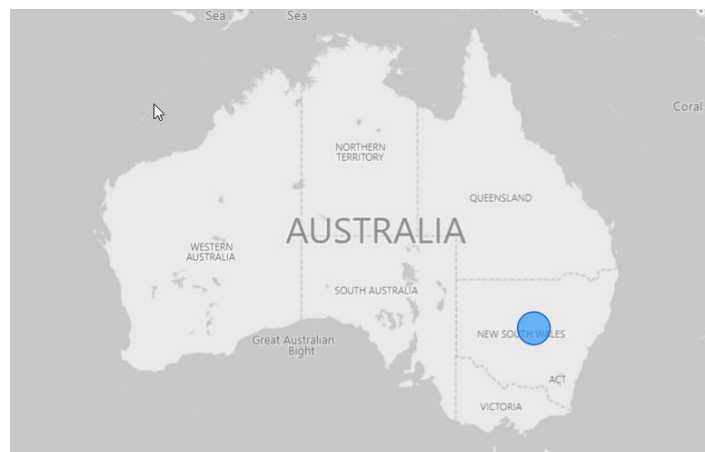 Sea
Sea
Coral
NORTHERN
TERRITORY
QUEENSLAND
AUSTRALIA
WESTERN
AUSTRALIA
SOUTH AUSTRALIA
NEW SOUTH WALES
Great Australian
Bight
ACT
VICTORIA